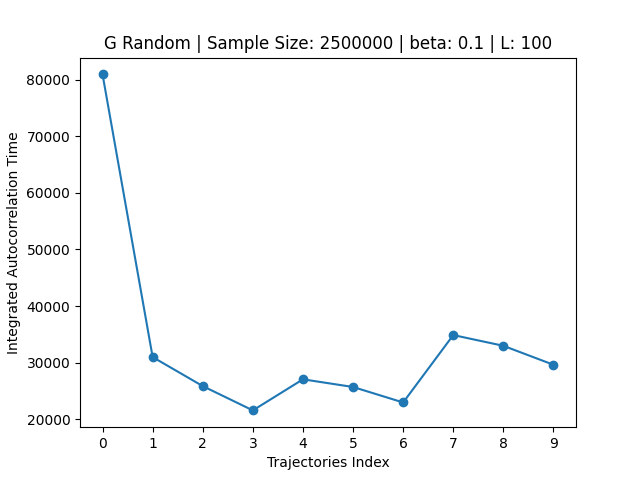 G Random | Sample Size: 2500000 | beta: 0.1 | L: 100
Integrated Autocorrelation Time
80000
70000
60000
50000
40000
30000
20000
0 1 2 3 4 5 6 7 8 9
Trajectories Index